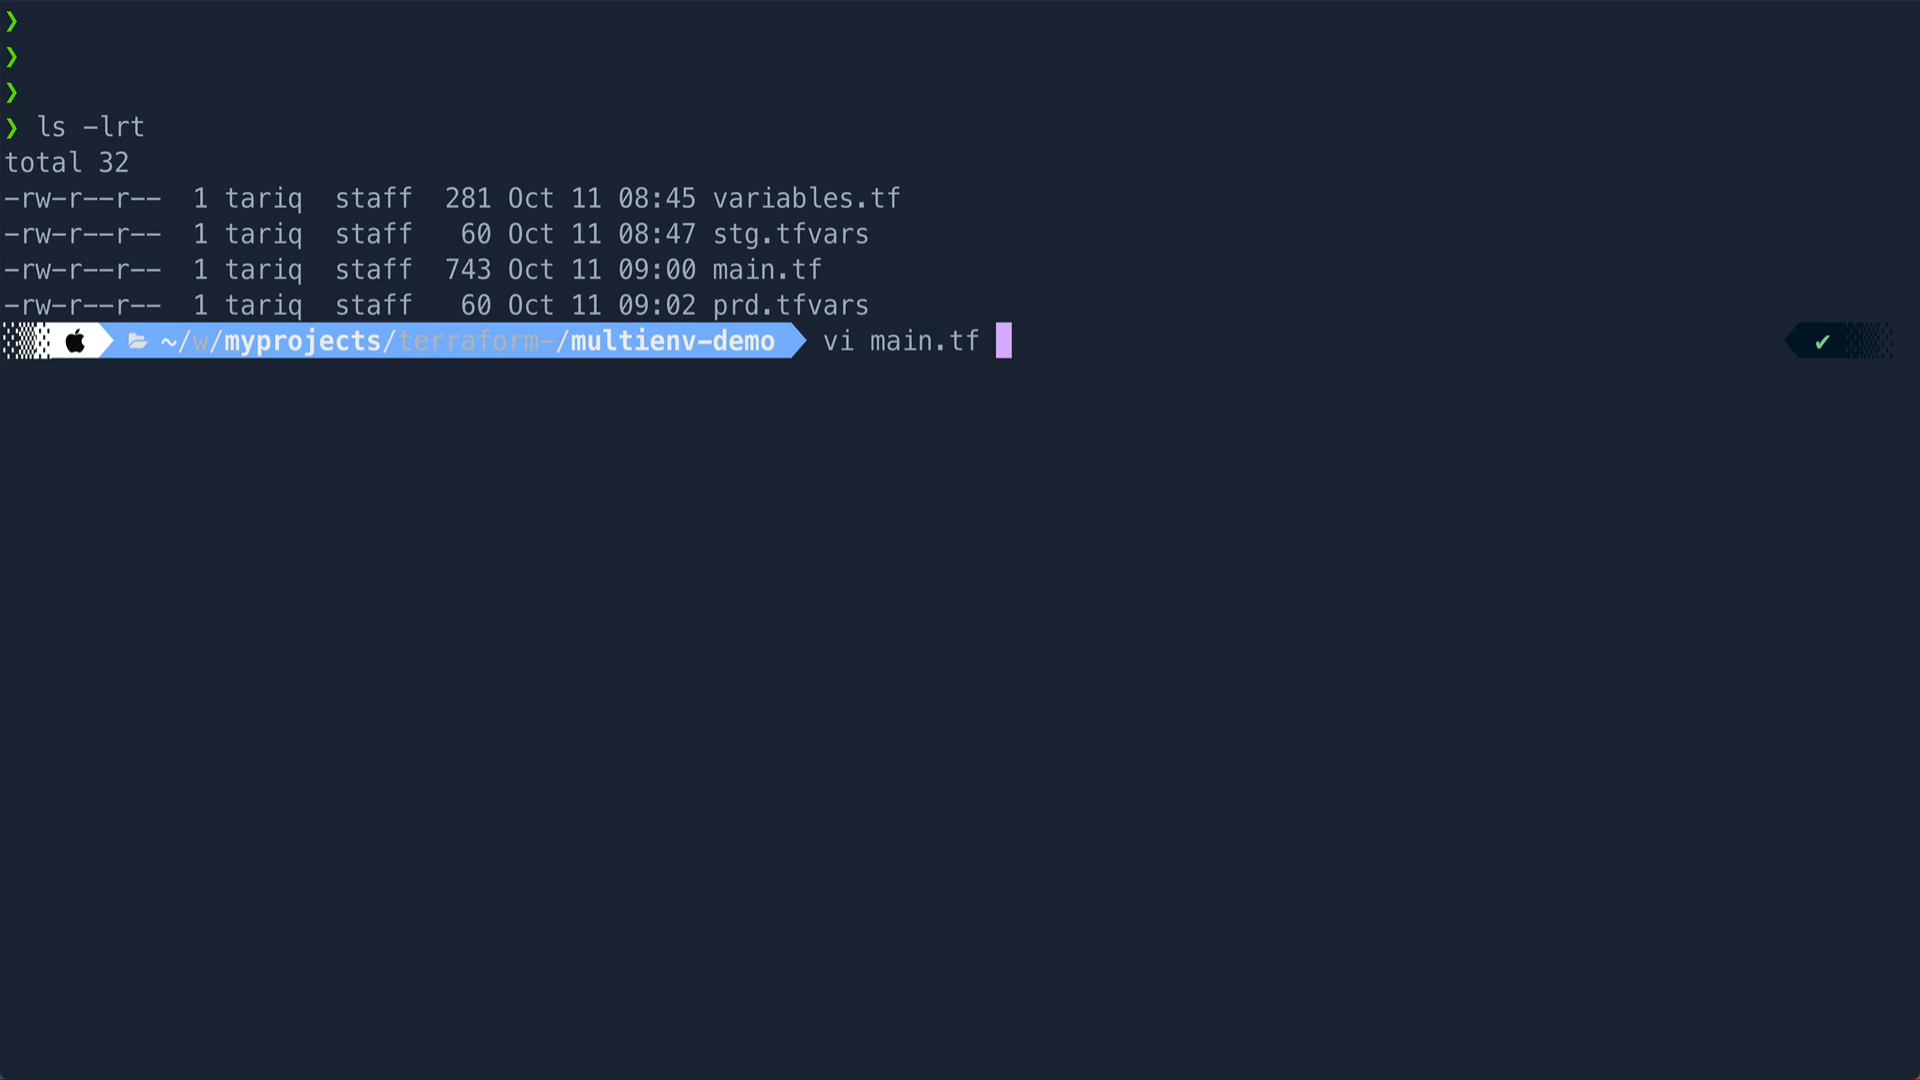 ❯
❯
❯
❯ ls -lrt
total 32
-rw-r--r--  1 tariq  staff  281 Oct 11 08:45 variables.tf
-rw-r--r--  1 tariq  staff   60 Oct 11 08:47 stg.tfvars
-rw-r--r--  1 tariq  staff  743 Oct 11 09:00 main.tf
-rw-r--r--  1 tariq  staff   60 Oct 11 09:02 prd.tfvars
~/w/myprojects/terraform-/multienv-demo vi main.tf ✔